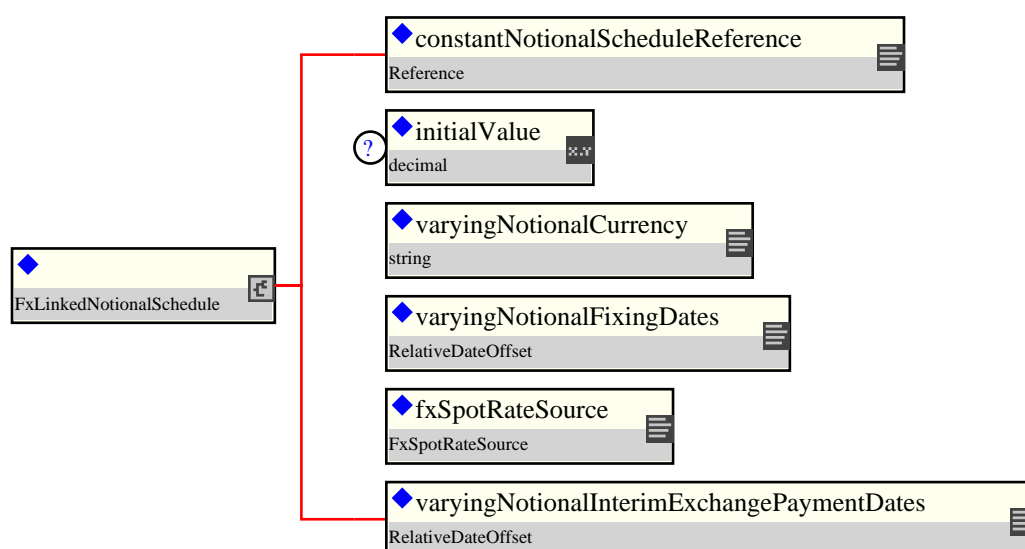 constantNotionalScheduleReference
Reference
?
initialValue
x.Y
decimal
varyingNotionalCurrency
string
FxLinkedNotionalSchedule
varyingNotionalFixingDates
RelativeDateOffset
fxSpotRateSource
FxSpotRateSource
varyingNotionalInterimExchangePaymentDates
RelativeDateOffset